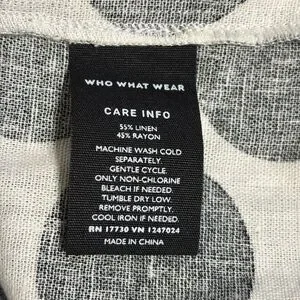 WHO WHAT WEAR
CARE INFO
55% LINEN
45% RAYON
MACHINE WASH COLD
SEPARATELY.
GENTLE CYCLE.
ONLY NON-CHLORINE
BLEACH IF NEEDED.
TUMBLE DRY LOW.
REMOVE PROMPTLY.
COOL IRON IF NEEDED.
RN 17730 VN 1247024
MADE IN CHINA